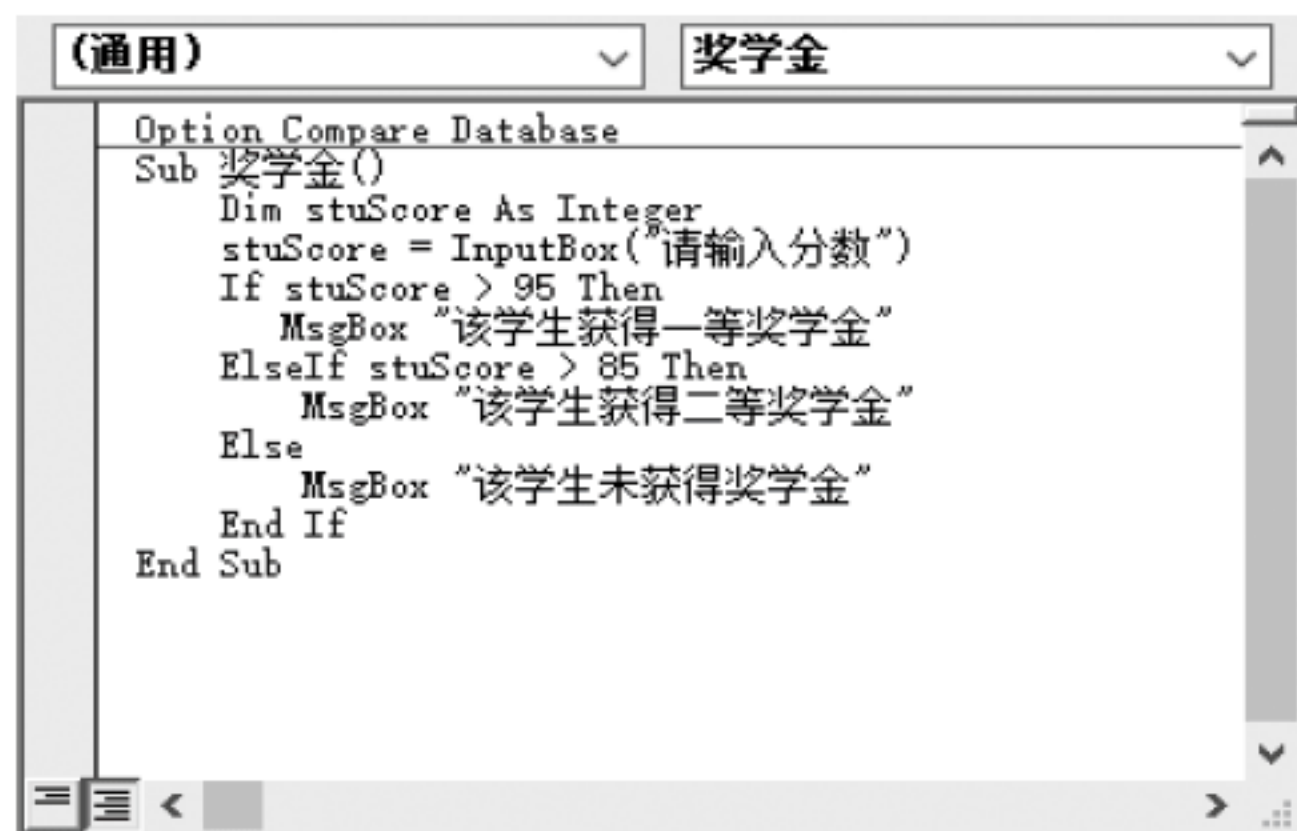 (通用)
奖学金
Option Compare Database
Sub 奖学金()
Dim stuScore As Integer
stuScore = InputBox("请输入分数")
If stuScore > 95 Then
MsgBox "该学生获得一等奖学金"
ElseIf stuScore > 85 Then
MsgBox "该学生获得二等奖学金"
Else
MsgBox "该学生未获得奖学金"
End If
End Sub